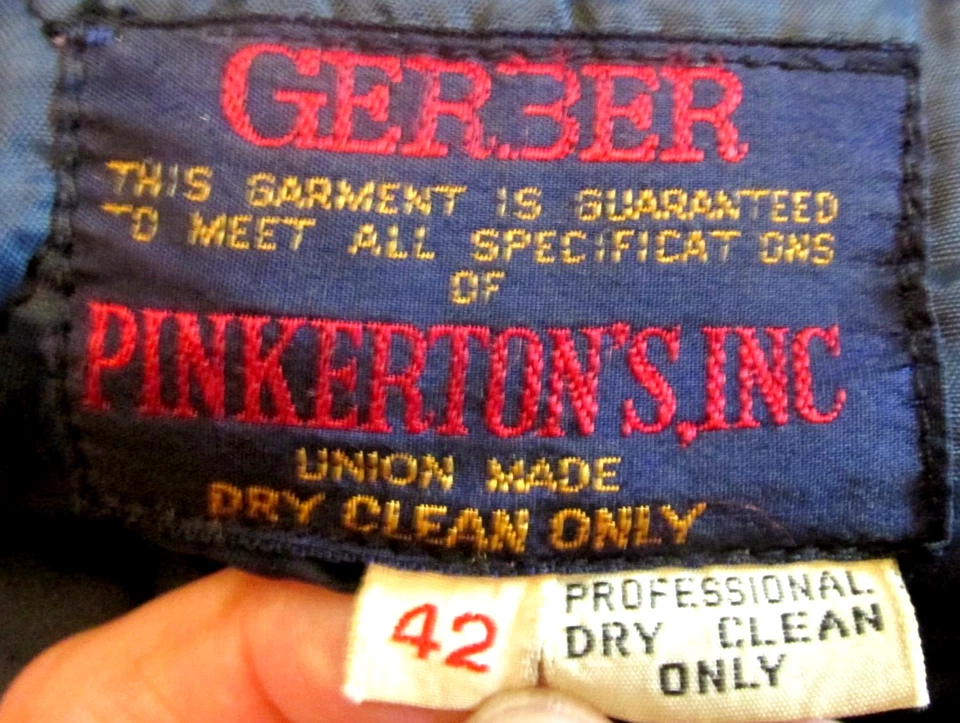 GERBER
THIS GARMENT IS GUARANTEED
TO MEET ALL SPECIFICATIONS
OF
PINKERTON'S, INC
UNION MADE
DRY CLEAN ONLY
42
PROFESSIONAL
DRY CLEAN
ONLY